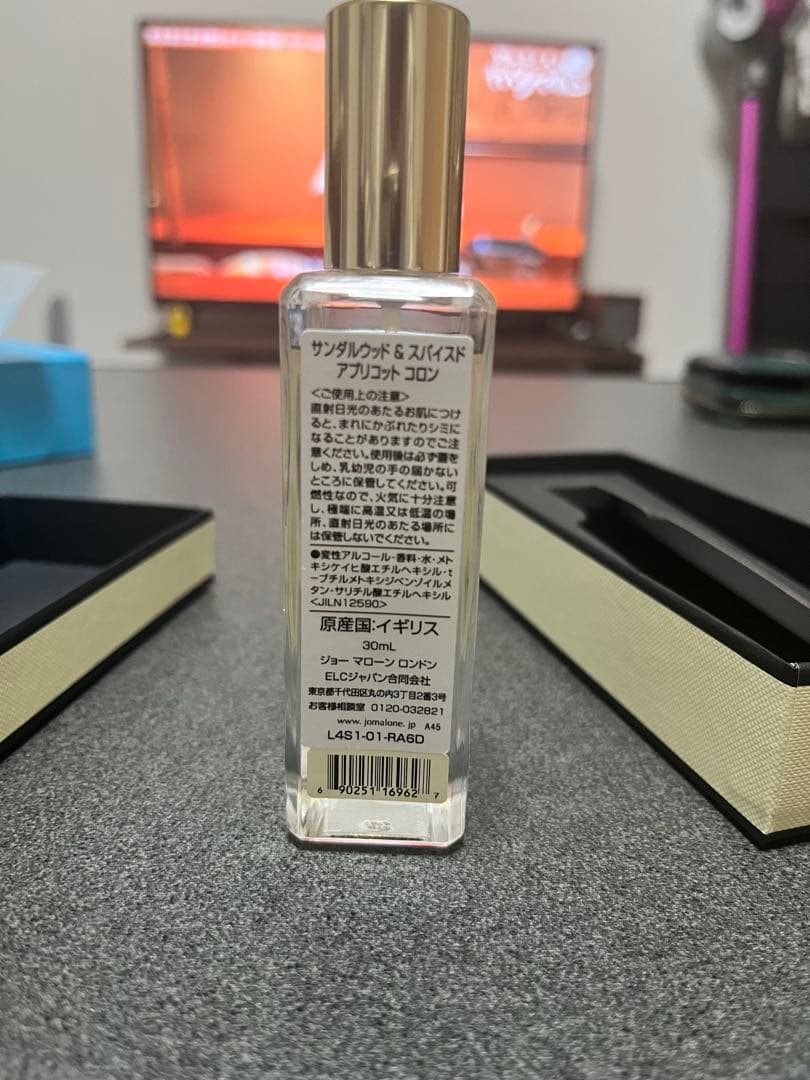 サンダルウッド & スパイスド
アプリコット コロン
<ご使用上の注意>
直射日光のあたるお肌につけ
ると、まれにかぶれたりシミに
なることがありますのでご注
意ください。使用後は必ず蓋を
しめ、乳幼児の手の届かない
ところに保管してください。可
燃性なので、火気に十分注意
し、極端に高温又は低温の場
所、直射日光のあたる場所に
は保管しないでください。
●変性アルコール・香料・水・メト
キシケイヒ酸エチルヘキシル・t
-ブチルメトキシジベンゾイルメ
タン・サリチル酸エチルヘキシル
<JILN12590>
原産国:イギリス
30mL
ジョー マローン ロンドン
ELCジャパン合同会社
東京都千代田区丸の内3丁目2番3号
お客様相談室 0120-032821
www. jomalone. jp A45
L4S1-01-RA6D
6 90251 16962 7